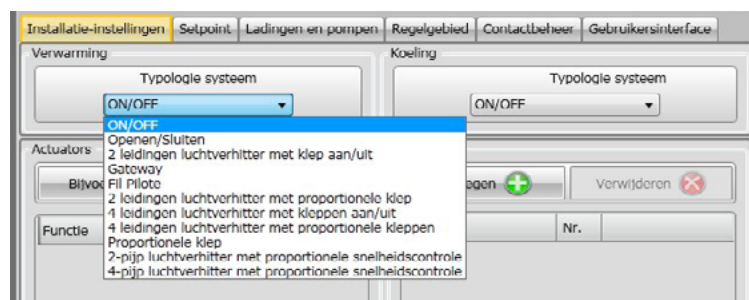 Installatie-instellingen Setpoint Ladingen en pompen Regelgebied Contactbeheer Gebruikersinterface
Verwarming Koeling
Typologie systeem Typologie systeem
ON/OFF ON/OFF
ON/OFF
Openen/Sluiten
2 leidingen luchtverhitter met klep aan/uit
Gateway
Fil Pilote
2 leidingen luchtverhitter met proportionele klep
4 leidingen luchtverhitter met kleppen aan/uit
4 leidingen luchtverhitter met proportionele kleppen
Proportionele klep
2-pijp luchtverhitter met proportionele snelheidscontrole
4-pijp luchtverhitter met proportionele snelheidscontrole
Actuators
Verwijderen
Functie Nr.